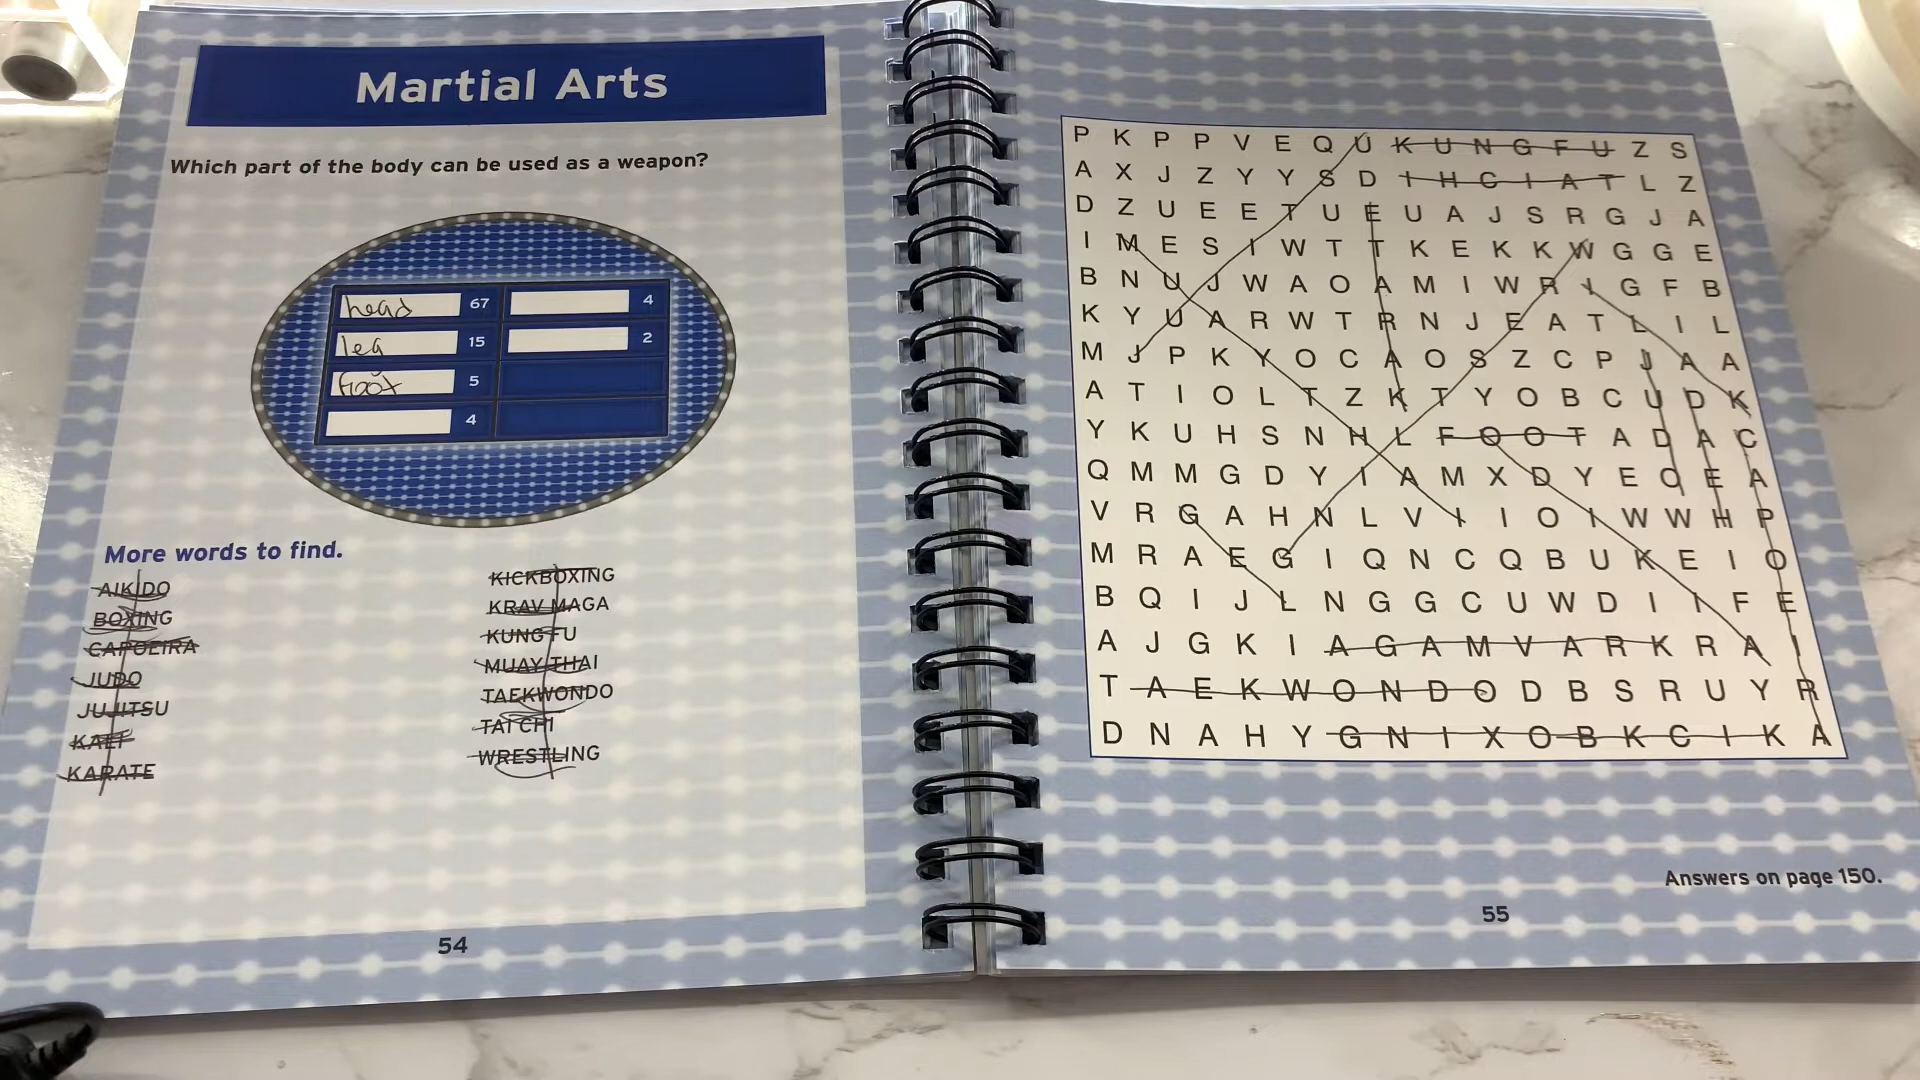 Martial Arts
Which part of the body can be used as a weapon?
head 67 4
leg 15 2
foot 5
4
More words to find.
AIKIDO
BOXING
CAPOEIRA
JUDO
JUJITSU
KALI
KARATE
KICKBOXING
KRAV MAGA
KUNG FU
MUAY THAI
TAEKWONDO
TAI CHI
WRESTLING
54
P K P P V E Q U K U N G F U Z S
A X J Z Y Y S D I H C I A T L Z
D Z U E E T U E U A J S R G J A
I M E S I W T T K E K K W G G E
B N U J W A O A M I W R I G F B
K Y U A R W T R N J E A T L I L
M J P K Y O C A O S Z C P J A A
A T I O L T Z K T Y O B C U D K
Y K U H S N H L F O O T A D A C
Q M M G D Y I A M X D Y E O E A
V R G A H N L V I I O I W W H P
M R A E G I Q N C Q B U K E I O
B Q I J L N G G C U W D I I F E
A J G K I A G A M V A R K R A I
T A E K W O N D O D B S R U Y R
D N A H Y G N I X O B K C I K A
Answers on page 150.
55